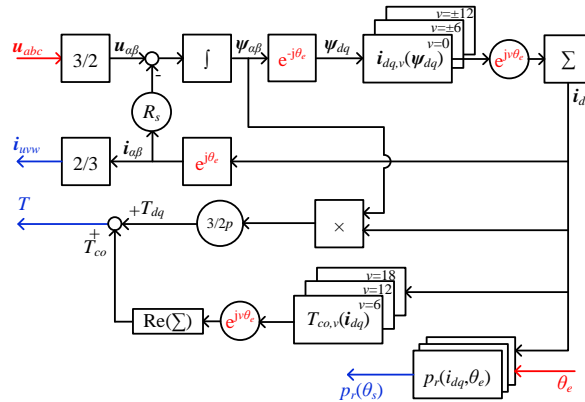 v=±12
v=±6
v=0
u_abc
3/2
u_αβ
-
∫
ψ_αβ
e^-jθ_e
ψ_dq
i_dq,v(ψ_dq)
e^jvθ_e
∑
i_d
R_s
i_uvw
2/3
i_αβ
e^jθ_e
T
+
+T_dq
3/2p
×
T_co
v=18
v=12
v=6
T_co,v(i_dq)
e^jvθ_e
Re(∑)
p_r(θ_s)
p_r(i_dq,θ_e)
θ_e